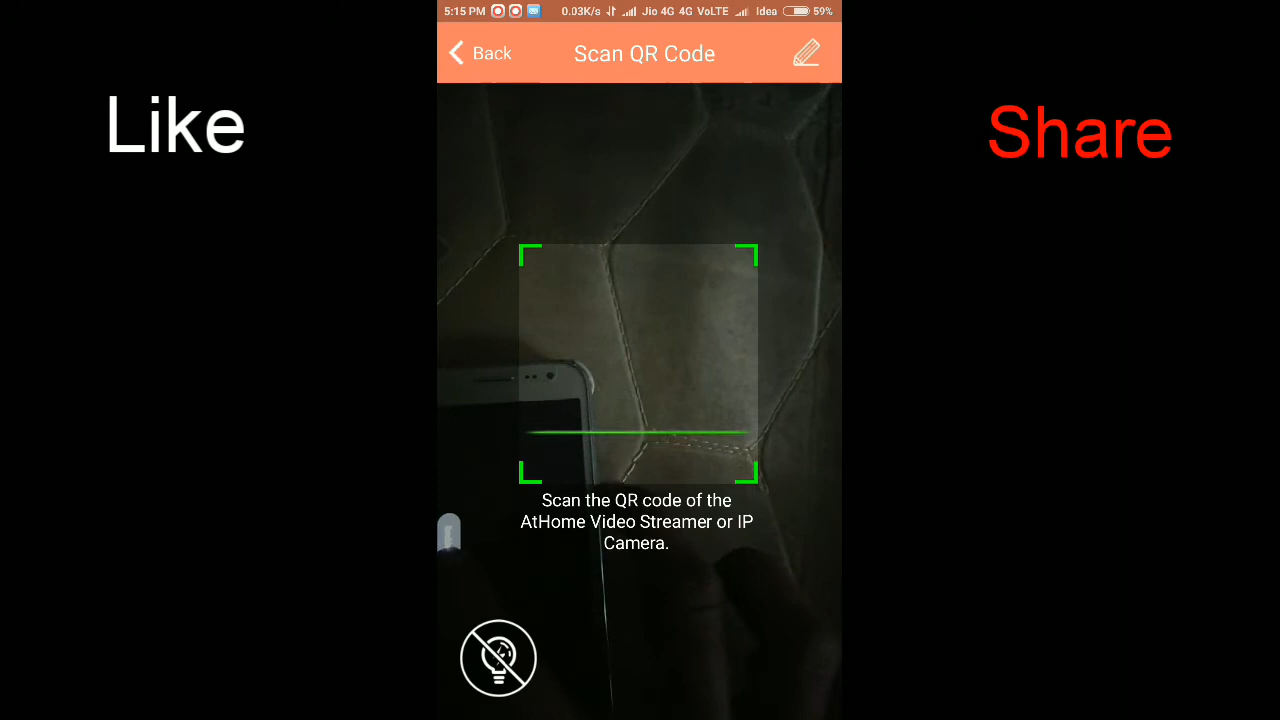 5:15 PM 0.03K/s Jio 4G 4G VoLTE Idea 59%
Back Scan QR Code
Like
Share
Scan the QR code of the
AtHome Video Streamer or IP
Camera.